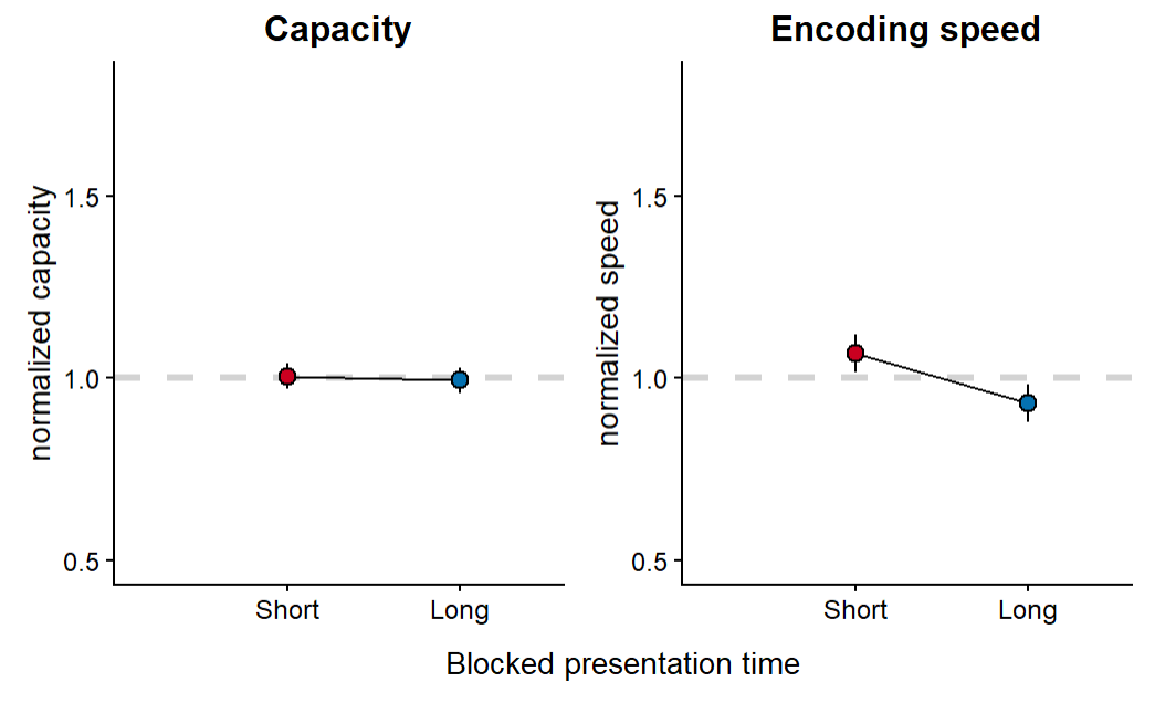 Capacity
Encoding speed
normalized capacity
1.5
1.0
0.5
Short
Long
normalized speed
1.5
1.0
0.5
Short
Long
Blocked presentation time